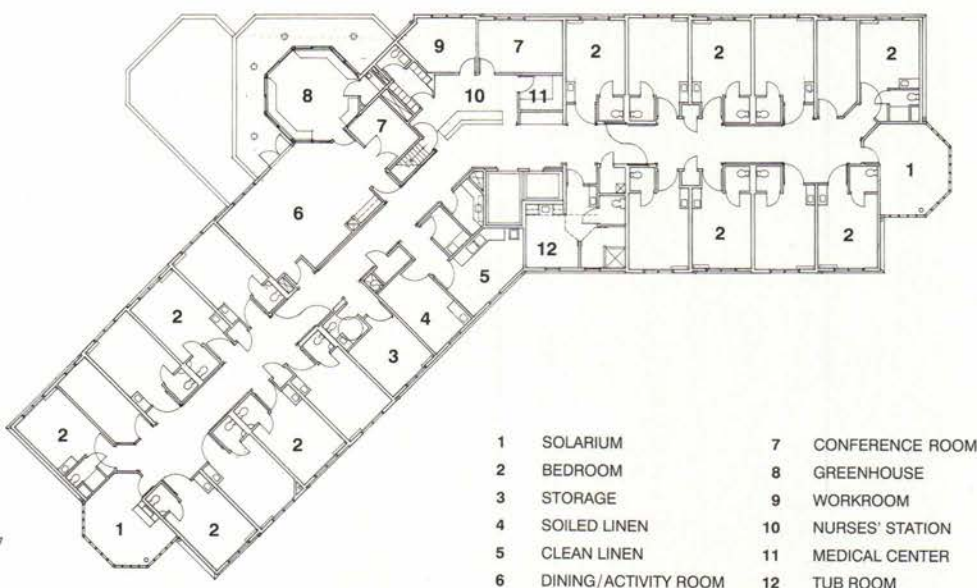 9
7
2
2
2
8
10
11
7
1
6
12
2
2
5
2
4
3
2
2
1
2
1 SOLARIUM
2 BEDROOM
3 STORAGE
4 SOILED LINEN
5 CLEAN LINEN
6 DINING/ACTIVITY ROOM
7 CONFERENCE ROOM
8 GREENHOUSE
9 WORKROOM
10 NURSES' STATION
11 MEDICAL CENTER
12 TUB ROOM